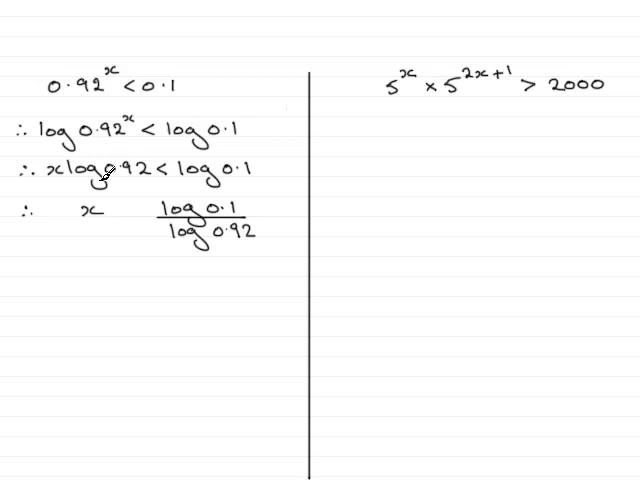 0.92^x < 0.1
∴ log 0.92^x < log 0.1
∴ x log 0.92 < log 0.1
∴ x log 0.1 / log 0.92
5^x × 5^(2x+1) > 2000